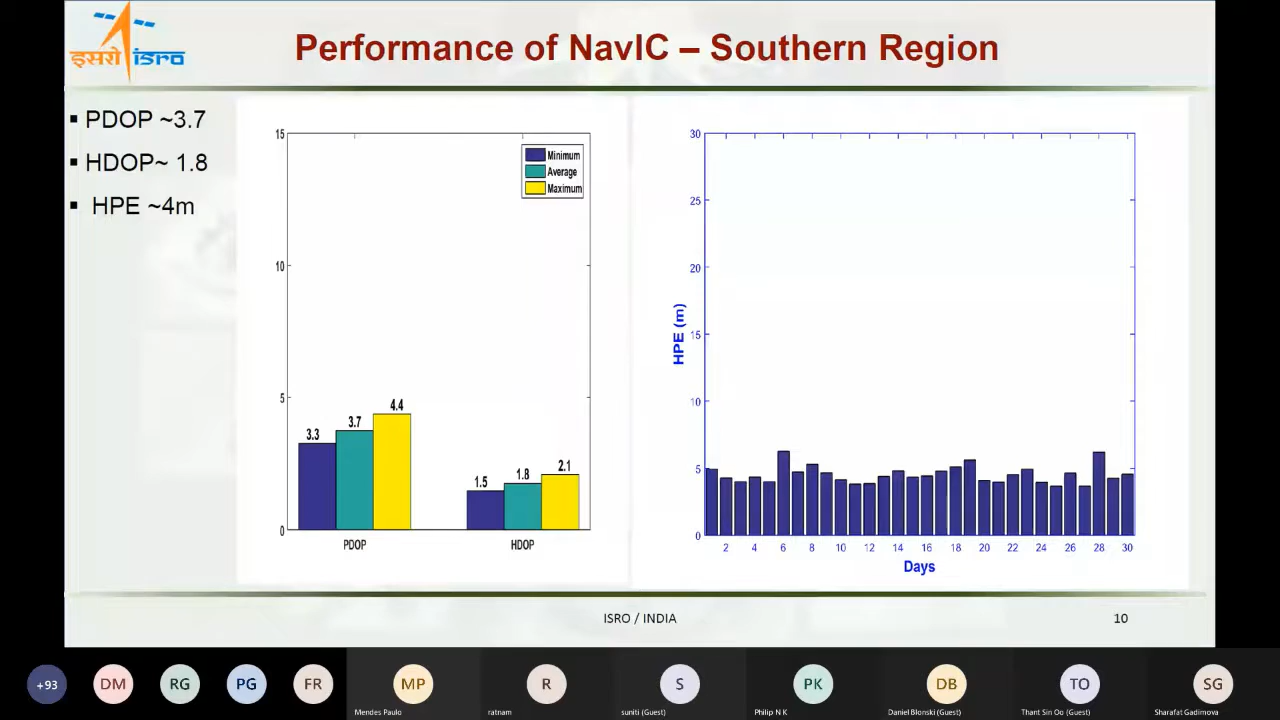 इसरो isro
Performance of NavIC – Southern Region
▪ PDOP ~3.7
▪ HDOP~ 1.8
▪ HPE ~4m
15
10
5
0
Minimum
Average
Maximum
3.3
3.7
4.4
1.5
1.8
2.1
PDOP
HDOP
30
25
20
15
10
5
0
HPE (m)
2 4 6 8 10 12 14 16 18 20 22 24 26 28 30
Days
ISRO / INDIA
10
+93
DM
RG
PG
FR
MP
R
S
PK
DB
TO
SG
Mendes Paulo
ratnam
suniti (Guest)
Philip N K
Daniel Blonski (Guest)
Thant Sin Oo (Guest)
Sharafat Gadimova